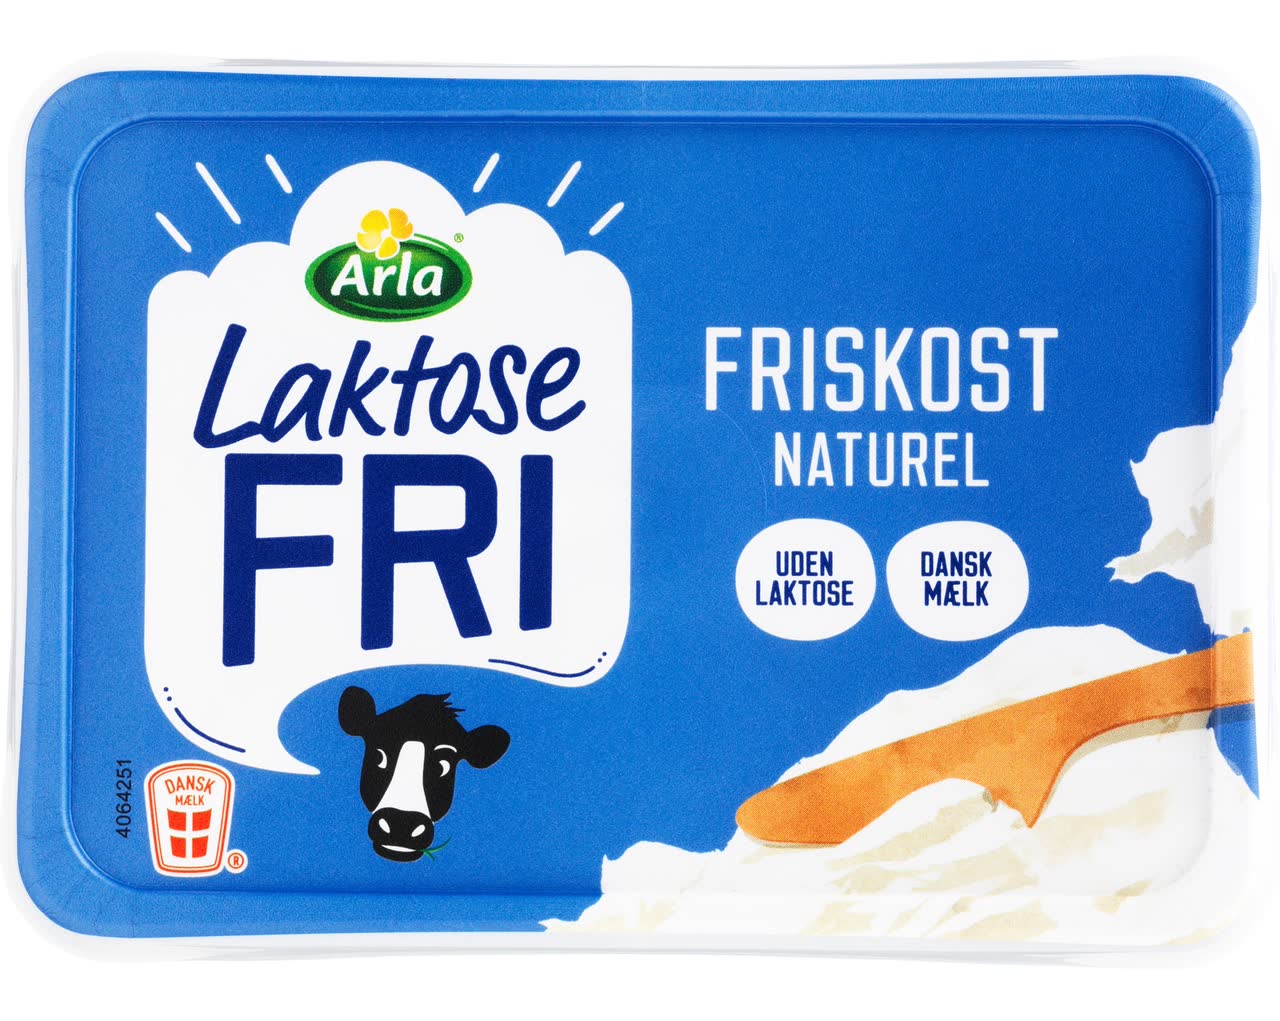 Arla
®
Laktose
FRI
FRISKOST
NATUREL
UDEN
LAKTOSE
DANSK
MÆLK
4064251
DANSK
MÆLK
®